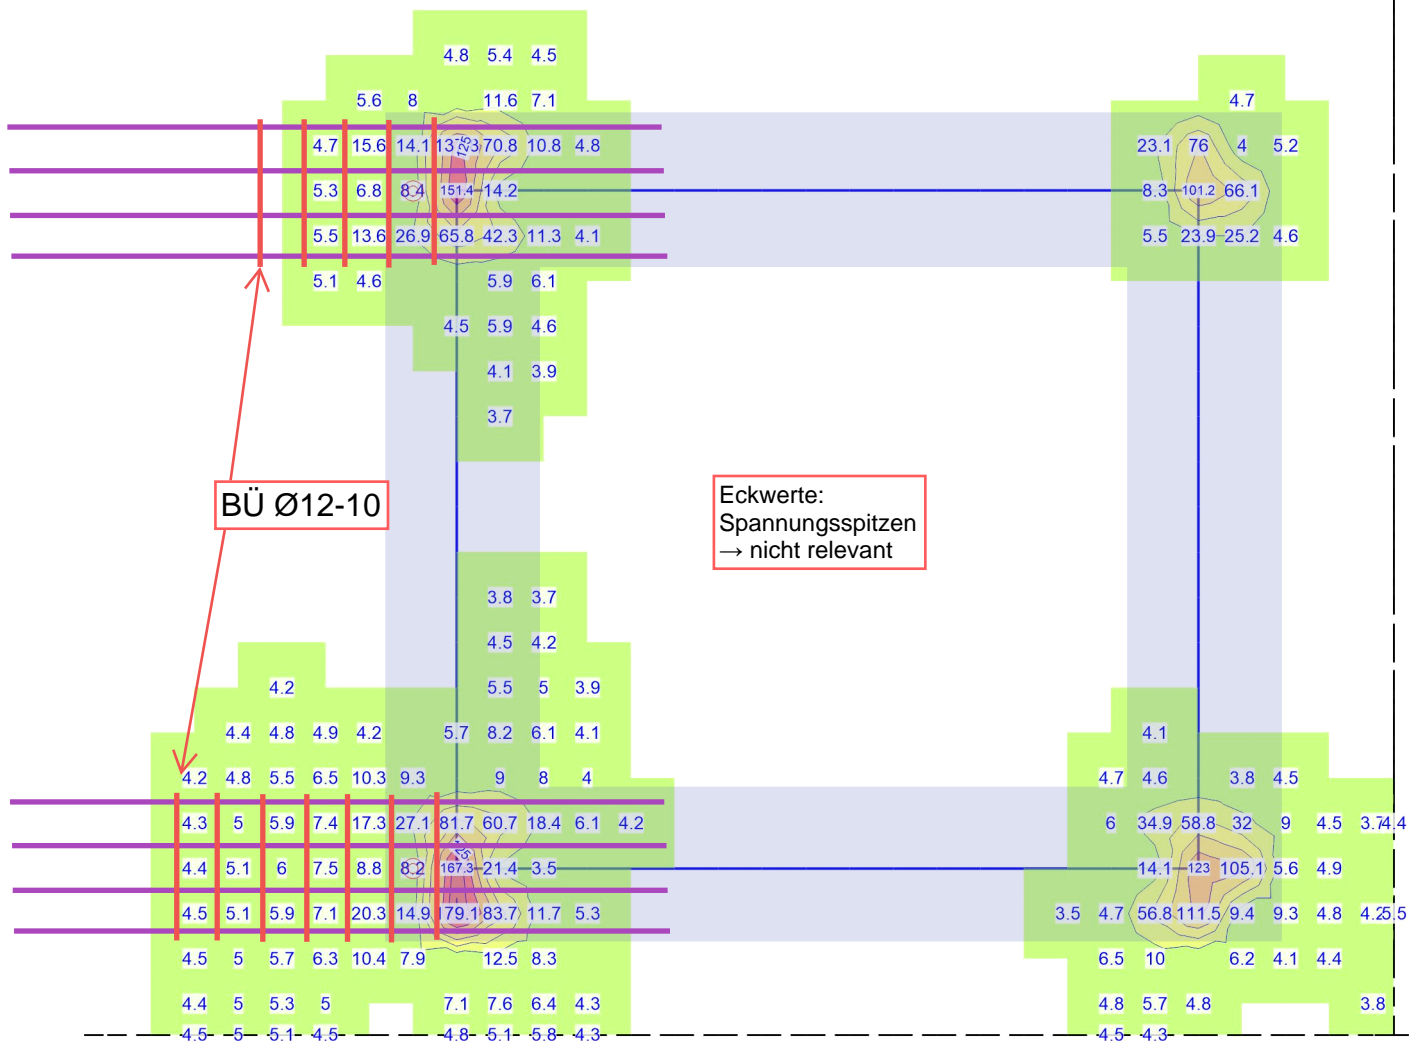 4.8 5.4 4.5
5.6 8 11.6 7.1 4.7
4.7 15.6 14.1 70.8 10.8 4.8 23.1 76 4 5.2
5.3 6.8 8.4 151.4 14.2 8.3 101.2 66.1
5.5 13.6 26.9 65.8 42.3 11.3 4.1 5.5 23.9 25.2 4.6
5.1 4.6 5.9 6.1
4.5 5.9 4.6
4.1 3.9
3.7
BÜ Ø12-10
Eckwerte:
Spannungsspitzen
→ nicht relevant
3.8 3.7
4.5 4.2
4.2 5.5 5 3.9
4.4 4.8 4.9 4.2 5.7 8.2 6.1 4.1 4.1
4.2 4.8 5.5 6.5 10.3 9.3 9 8 4 4.7 4.6 3.8 4.5
4.3 5 5.9 7.4 17.3 27.1 81.7 60.7 18.4 6.1 4.2 6 34.9 58.8 32 9 4.5 3.7 4.4
4.4 5.1 6 7.5 8.8 8.2 167.3 21.4 3.5 14.1 123 105.1 5.6 4.9
4.5 5.1 5.9 7.1 20.3 14.9 179.1 83.7 11.7 5.3 3.5 4.7 56.8 111.5 9.4 9.3 4.8 4.2 5.5
4.5 5 5.7 6.3 10.4 7.9 12.5 8.3 6.5 10 6.2 4.1 4.4
4.4 5 5.3 5 7.1 7.6 6.4 4.3 4.8 5.7 4.8 3.8
4.5 5 5.1 4.5 4.8 5.1 5.8 4.3 4.5 4.3